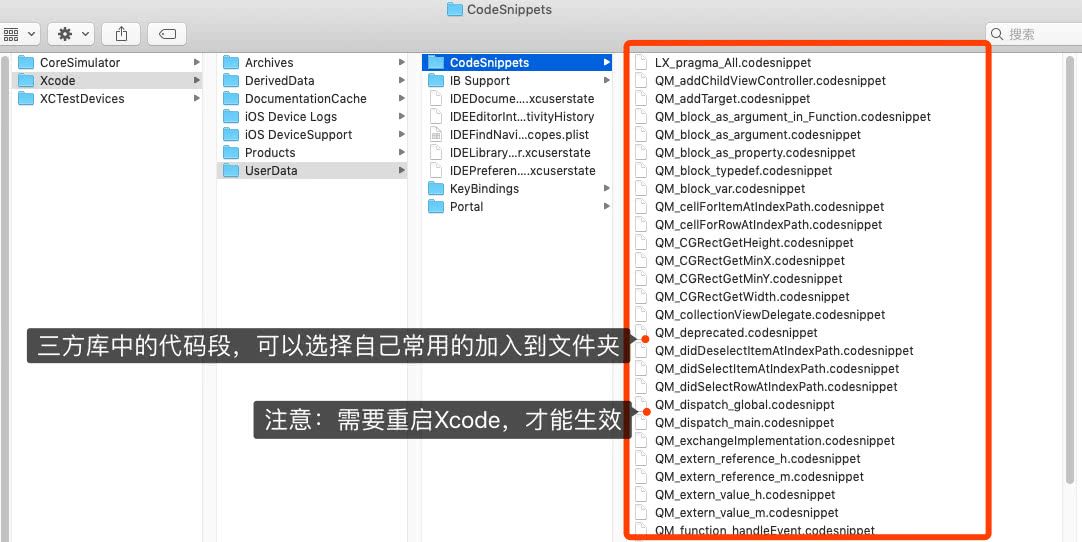 CodeSnippets
搜索
CoreSimulator
Xcode
XCTestDevices
Archives
DerivedData
DocumentationCache
iOS Device Logs
iOS DeviceSupport
Products
UserData
CodeSnippets
IB Support
IDEDocume....xcuserstate
IDEEditorInt...tivityHistory
IDEFindNavi...copes.plist
IDELibrary...r.xcuserstate
IDEPreferen....xcuserstate
KeyBindings
Portal
LX_pragma_All.codesnippet
QM_addChildViewController.codesnippet
QM_addTarget.codesnippet
QM_block_as_argument_in_Function.codesnippet
QM_block_as_argument.codesnippet
QM_block_as_property.codesnippet
QM_block_typedef.codesnippet
QM_block_var.codesnippet
QM_cellForItemAtIndexPath.codesnippet
QM_cellForRowAtIndexPath.codesnippet
QM_CGRectGetHeight.codesnippet
QM_CGRectGetMinX.codesnippet
QM_CGRectGetMinY.codesnippet
QM_CGRectGetWidth.codesnippet
QM_collectionViewDelegate.codesnippet
QM_deprecated.codesnippet
QM_didDeselectItemAtIndexPath.codesnippet
QM_didSelectItemAtIndexPath.codesnippet
QM_didSelectRowAtIndexPath.codesnippet
QM_dispatch_global.codesnippt
QM_dispatch_main.codesnippet
QM_exchangeImplementation.codesnippet
QM_extern_reference_h.codesnippet
QM_extern_reference_m.codesnippet
QM_extern_value_h.codesnippet
QM_extern_value_m.codesnippet
QM_function_handleEvent.codesnippet
三方库中的代码段，可以选择自己常用的加入到文件夹
注意：需要重启Xcode，才能生效